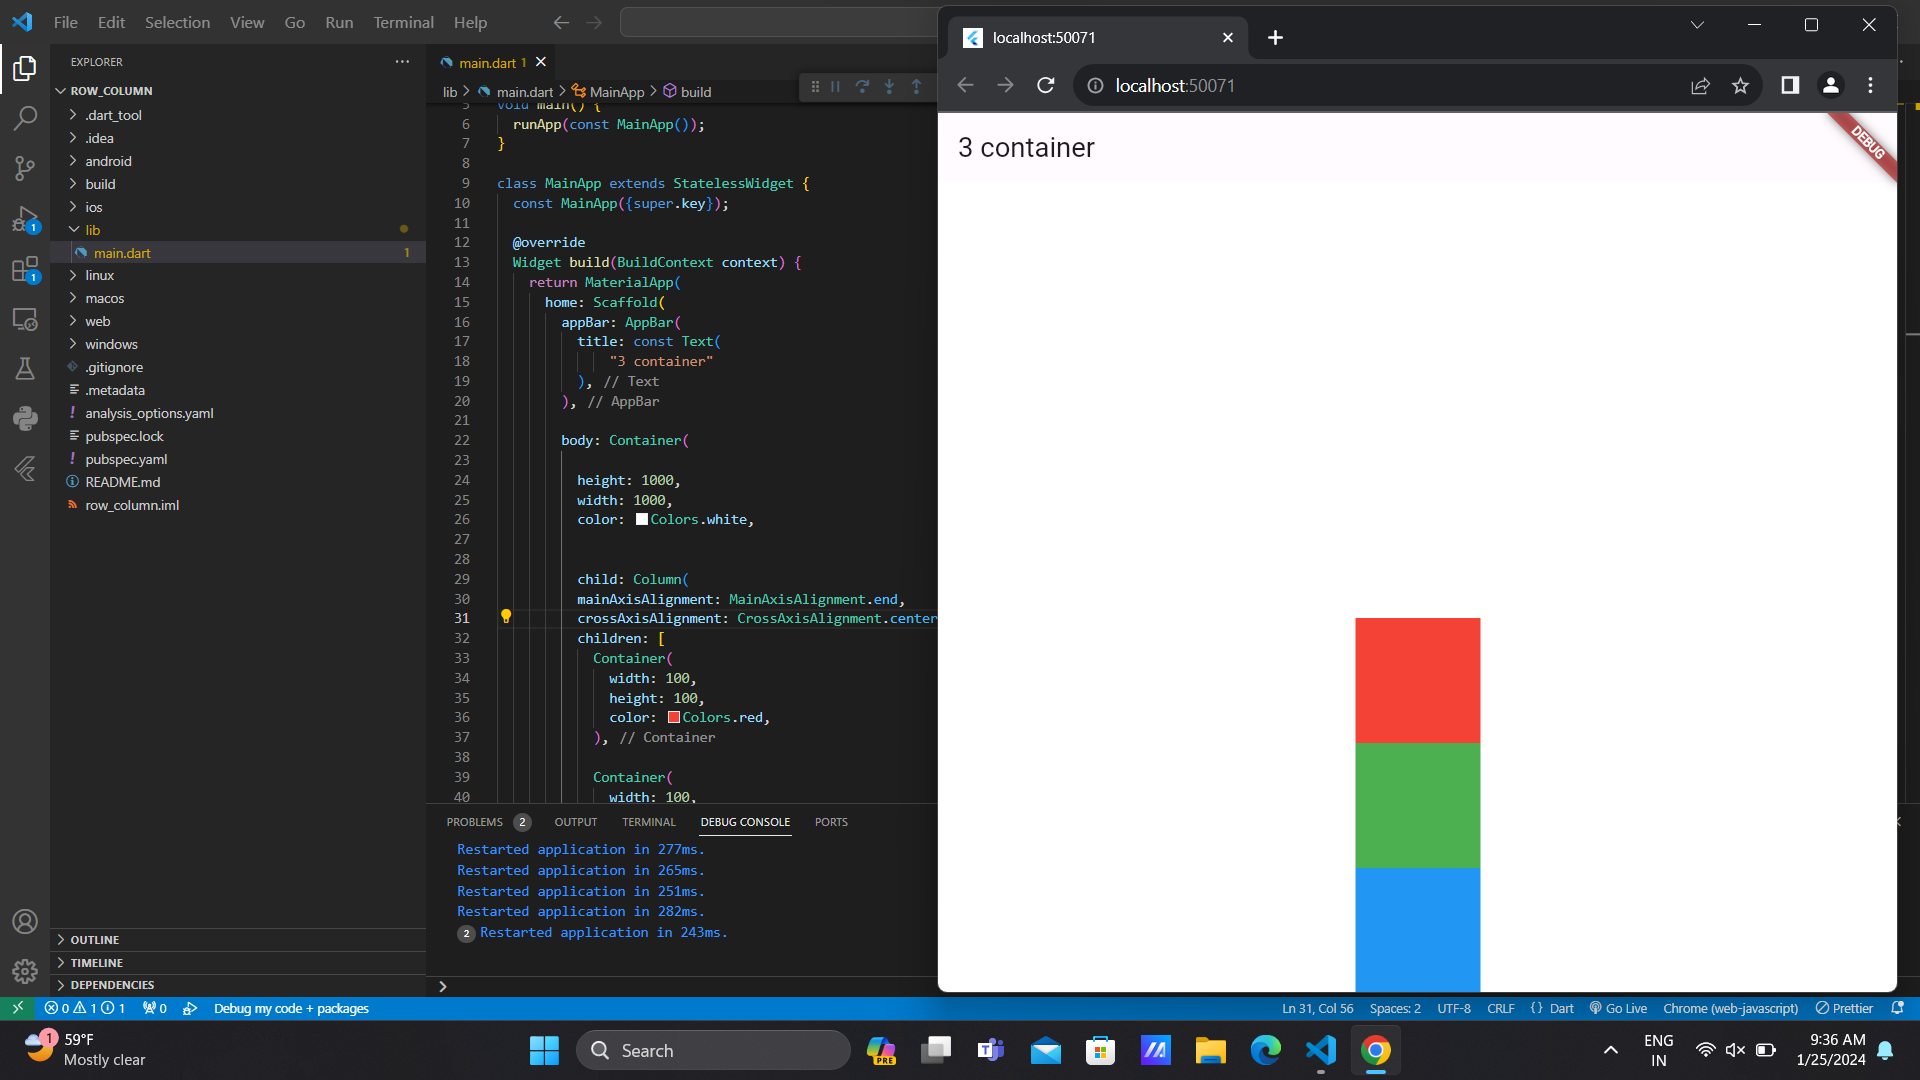 File Edit Selection View Go Run Terminal Help
EXPLORER
ROW_COLUMN
.dart_tool
.idea
android
build
ios
lib
main.dart 1
linux
macos
web
windows
.gitignore
.metadata
analysis_options.yaml
pubspec.lock
pubspec.yaml
README.md
row_column.iml
OUTLINE
TIMELINE
DEPENDENCIES
1
1
main.dart 1
lib main.dart MainApp build
5 void main() {
6 runApp(const MainApp());
7 }
8
9 class MainApp extends StatelessWidget {
10 const MainApp({super.key});
11
12 @override
13 Widget build(BuildContext context) {
14 return MaterialApp(
15 home: Scaffold(
16 appBar: AppBar(
17 title: const Text(
18 "3 container"
19 ), // Text
20 ), // AppBar
21
22 body: Container(
23
24 height: 1000,
25 width: 1000,
26 color: Colors.white,
27
28
29 child: Column(
30 mainAxisAlignment: MainAxisAlignment.end,
31 crossAxisAlignment: CrossAxisAlignment.center
32 children: [
33 Container(
34 width: 100,
35 height: 100,
36 color: Colors.red,
37 ), // Container
38
39 Container(
40 width: 100,
PROBLEMS 2 OUTPUT TERMINAL DEBUG CONSOLE PORTS
Restarted application in 277ms.
Restarted application in 265ms.
Restarted application in 251ms.
Restarted application in 282ms.
2 Restarted application in 243ms.
localhost:50071
localhost:50071
3 container
DEBUG
0 1 1 0 Debug my code + packages Ln 31, Col 56 Spaces: 2 UTF-8 CRLF {} Dart Go Live Chrome (web-javascript) Prettier
1
59°F
Mostly clear
Search
PRE
ENG
IN
9:36 AM
1/25/2024